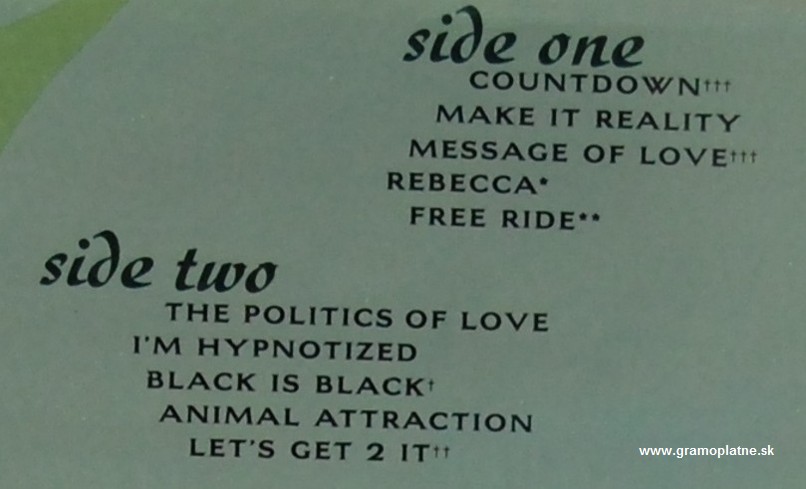 side one
COUNTDOWN†††
MAKE IT REALITY
MESSAGE OF LOVE†††
REBECCA*
FREE RIDE**
side two
THE POLITICS OF LOVE
I'M HYPNOTIZED
BLACK IS BLACK†
ANIMAL ATTRACTION
LET'S GET 2 IT††
www.gramoplatne.sk